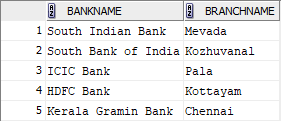 BANKNAME BRANCHNAME
1 South Indian Bank Mevada
2 South Bank of India Kozhuvanal
3 ICIC Bank Pala
4 HDFC Bank Kottayam
5 Kerala Gramin Bank Chennai